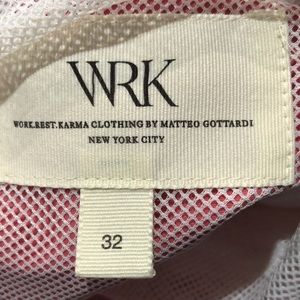 WRK
WORK.REST.KARMA CLOTHING BY MATTEO GOTTARDI
NEW YORK CITY
32